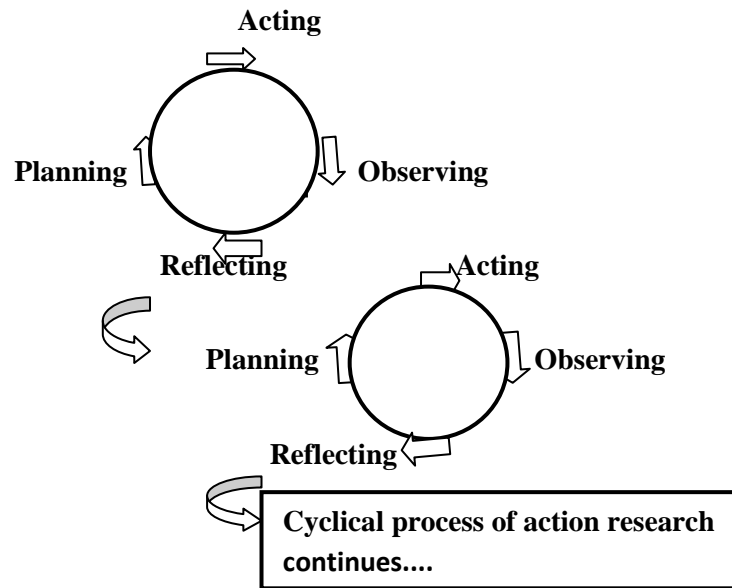 Acting
Planning
Observing
Reflecting
Acting
Planning
Observing
Reflecting
Cyclical process of action research
continues....